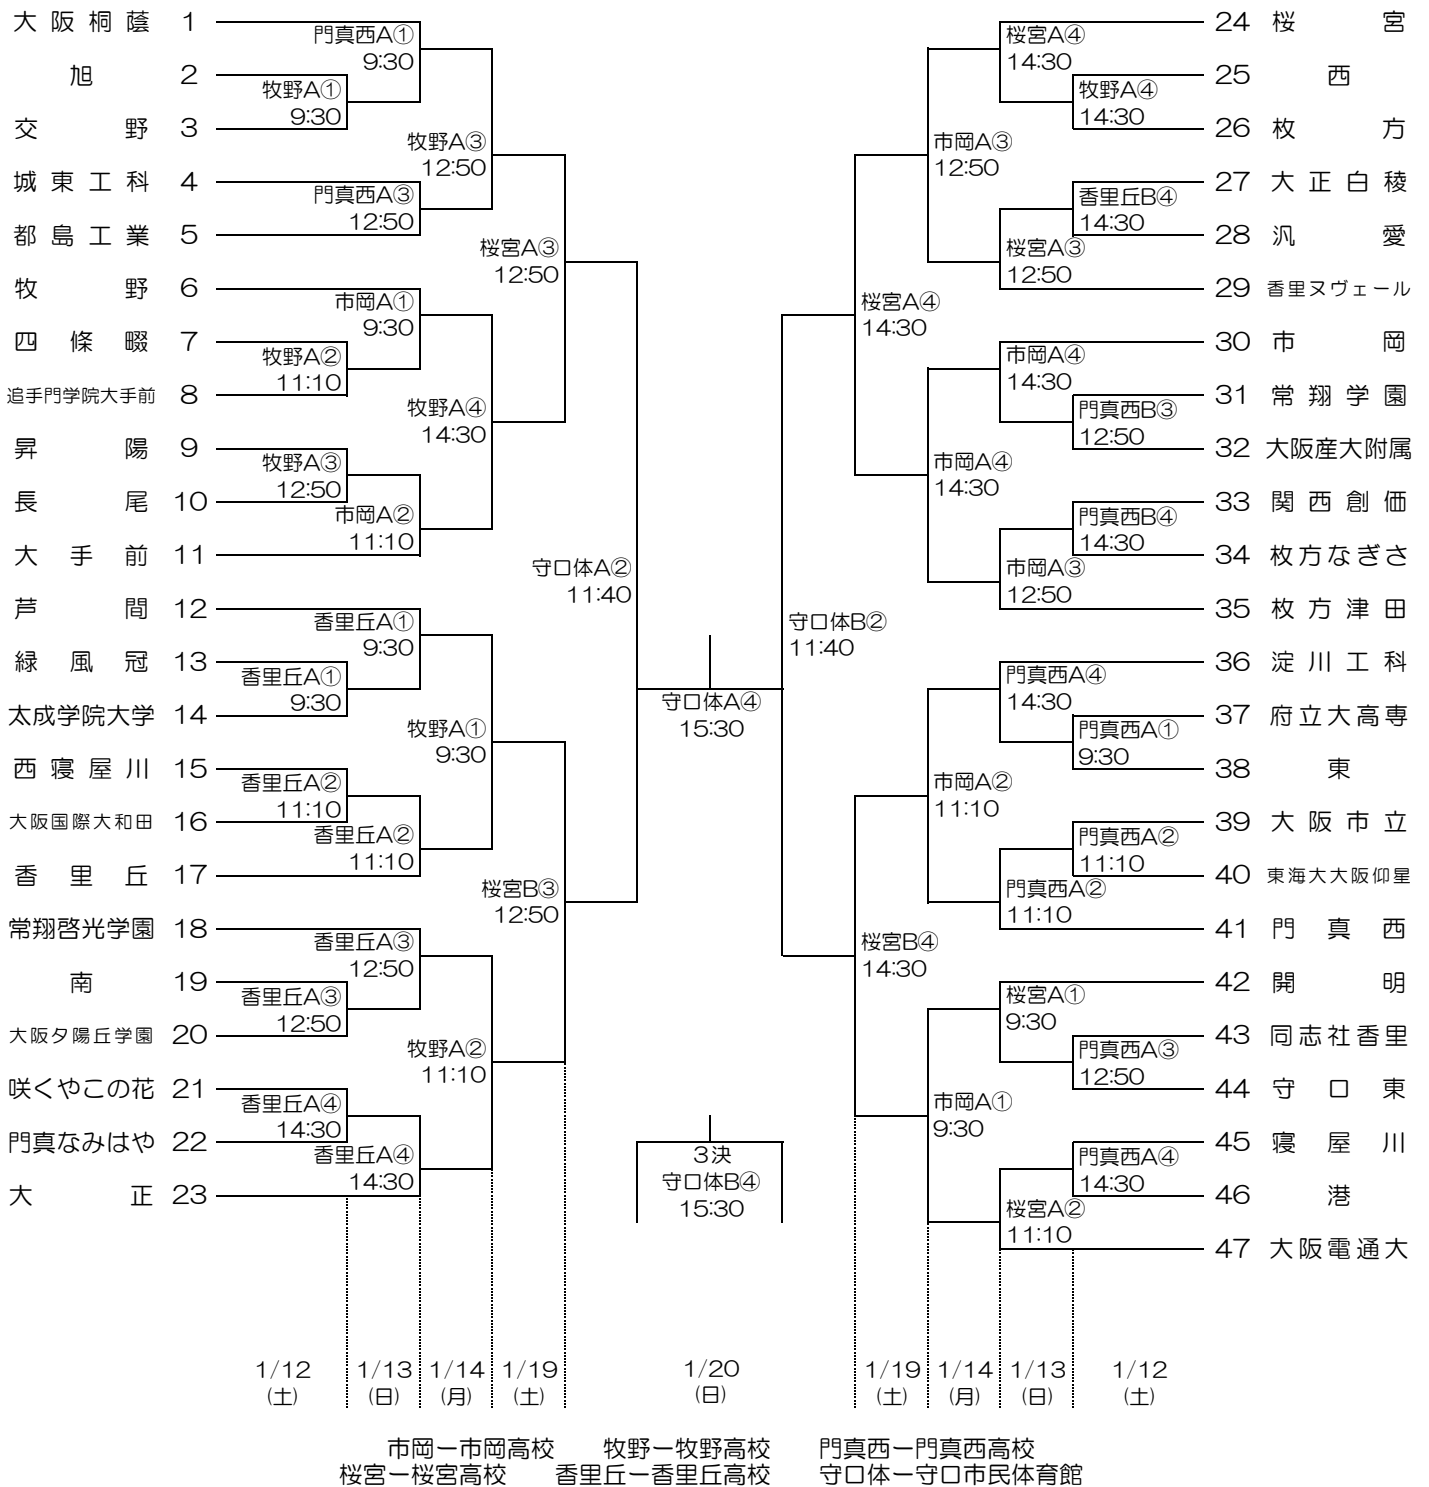 大阪桐蔭 1
旭 2
交野 3
城東工科 4
都島工業 5
牧野 6
四條畷 7
追手門学院大手前 8
昇陽 9
長尾 10
大手前 11
芦間 12
緑風冠 13
太成学院大学 14
西寝屋川 15
大阪国際大和田 16
香里丘 17
常翔啓光学園 18
南 19
大阪夕陽丘学園 20
咲くやこの花 21
門真なみはや 22
大正 23
牧野A①
9:30
牧野A②
11:10
牧野A③
12:50
香里丘A①
9:30
香里丘A②
11:10
香里丘A③
12:50
香里丘A④
14:30
門真西A①
9:30
門真西A③
12:50
市岡A①
9:30
市岡A②
11:10
香里丘A①
9:30
香里丘A②
11:10
香里丘A③
12:50
香里丘A④
14:30
牧野A③
12:50
牧野A④
14:30
牧野A①
9:30
牧野A②
11:10
桜宮A③
12:50
桜宮B③
12:50
守口体A②
11:40
守口体A④
15:30
3決
守口体B④
15:30
守口体B②
11:40
桜宮A④
14:30
桜宮B④
14:30
市岡A③
12:50
市岡A④
14:30
市岡A②
11:10
市岡A①
9:30
桜宮A④
14:30
桜宮A③
12:50
市岡A④
14:30
市岡A③
12:50
門真西A④
14:30
門真西A②
11:10
桜宮A①
9:30
桜宮A②
11:10
牧野A④
14:30
香里丘B④
14:30
門真西B③
12:50
門真西B④
14:30
門真西A①
9:30
門真西A②
11:10
門真西A③
12:50
門真西A④
14:30
24 桜宮
25 西
26 枚方
27 大正白稜
28 汎愛
29 香里ヌヴェール
30 市岡
31 常翔学園
32 大阪産大附属
33 関西創価
34 枚方なぎさ
35 枚方津田
36 淀川工科
37 府立大高専
38 東
39 大阪市立
40 東海大大阪仰星
41 門真西
42 開明
43 同志社香里
44 守口東
45 寝屋川
46 港
47 大阪電通大
1/12 1/13 1/14 1/19 1/20 1/19 1/14 1/13 1/12
(土) (日) (月) (土) (日) (土) (月) (日) (土)
市岡ー市岡高校 牧野ー牧野高校 門真西ー門真西高校
桜宮ー桜宮高校 香里丘ー香里丘高校 守口体ー守口市民体育館